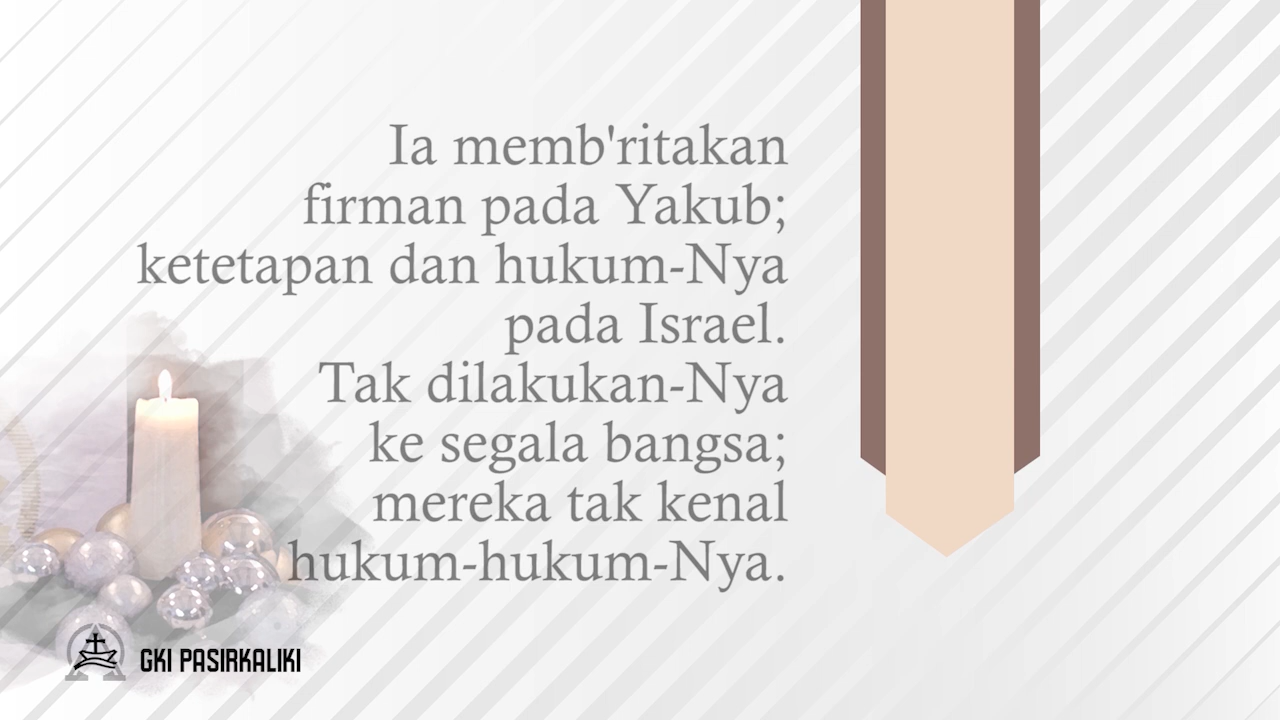 Ia memb'ritakan
firman pada Yakub;
ketetapan dan hukum-Nya
pada Israel.
Tak dilakukan-Nya
ke segala bangsa;
mereka tak kenal
hukum-hukum-Nya.
GKI PASIRKALIKI